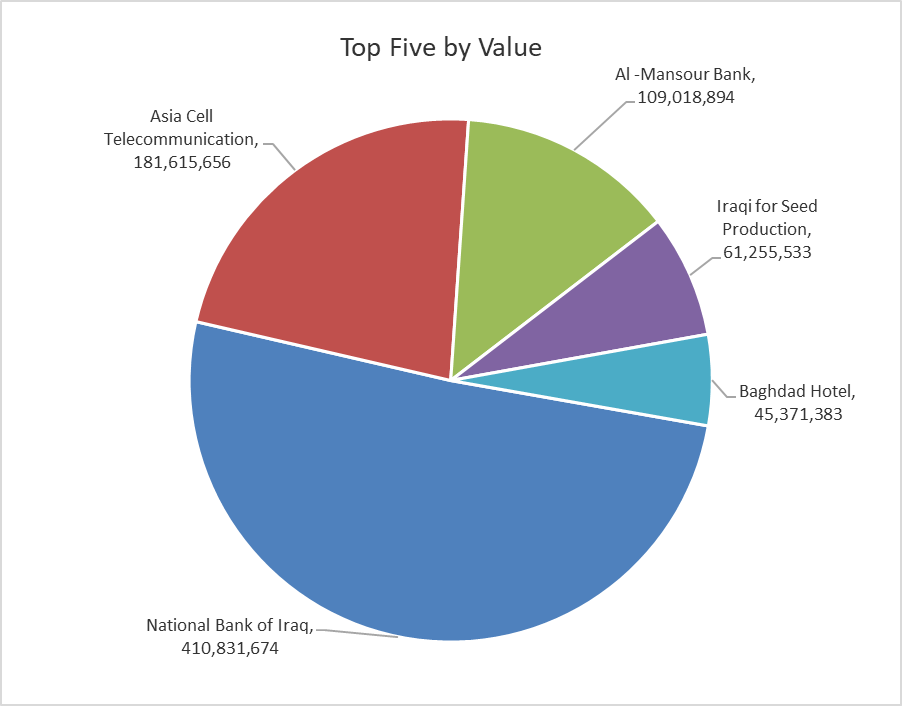 Top Five by Value
Al -Mansour Bank,
109,018,894
Asia Cell
Telecommunication,
181,615,656
Iraqi for Seed
Production,
61,255,533
Baghdad Hotel,
45,371,383
National Bank of Iraq,
410,831,674